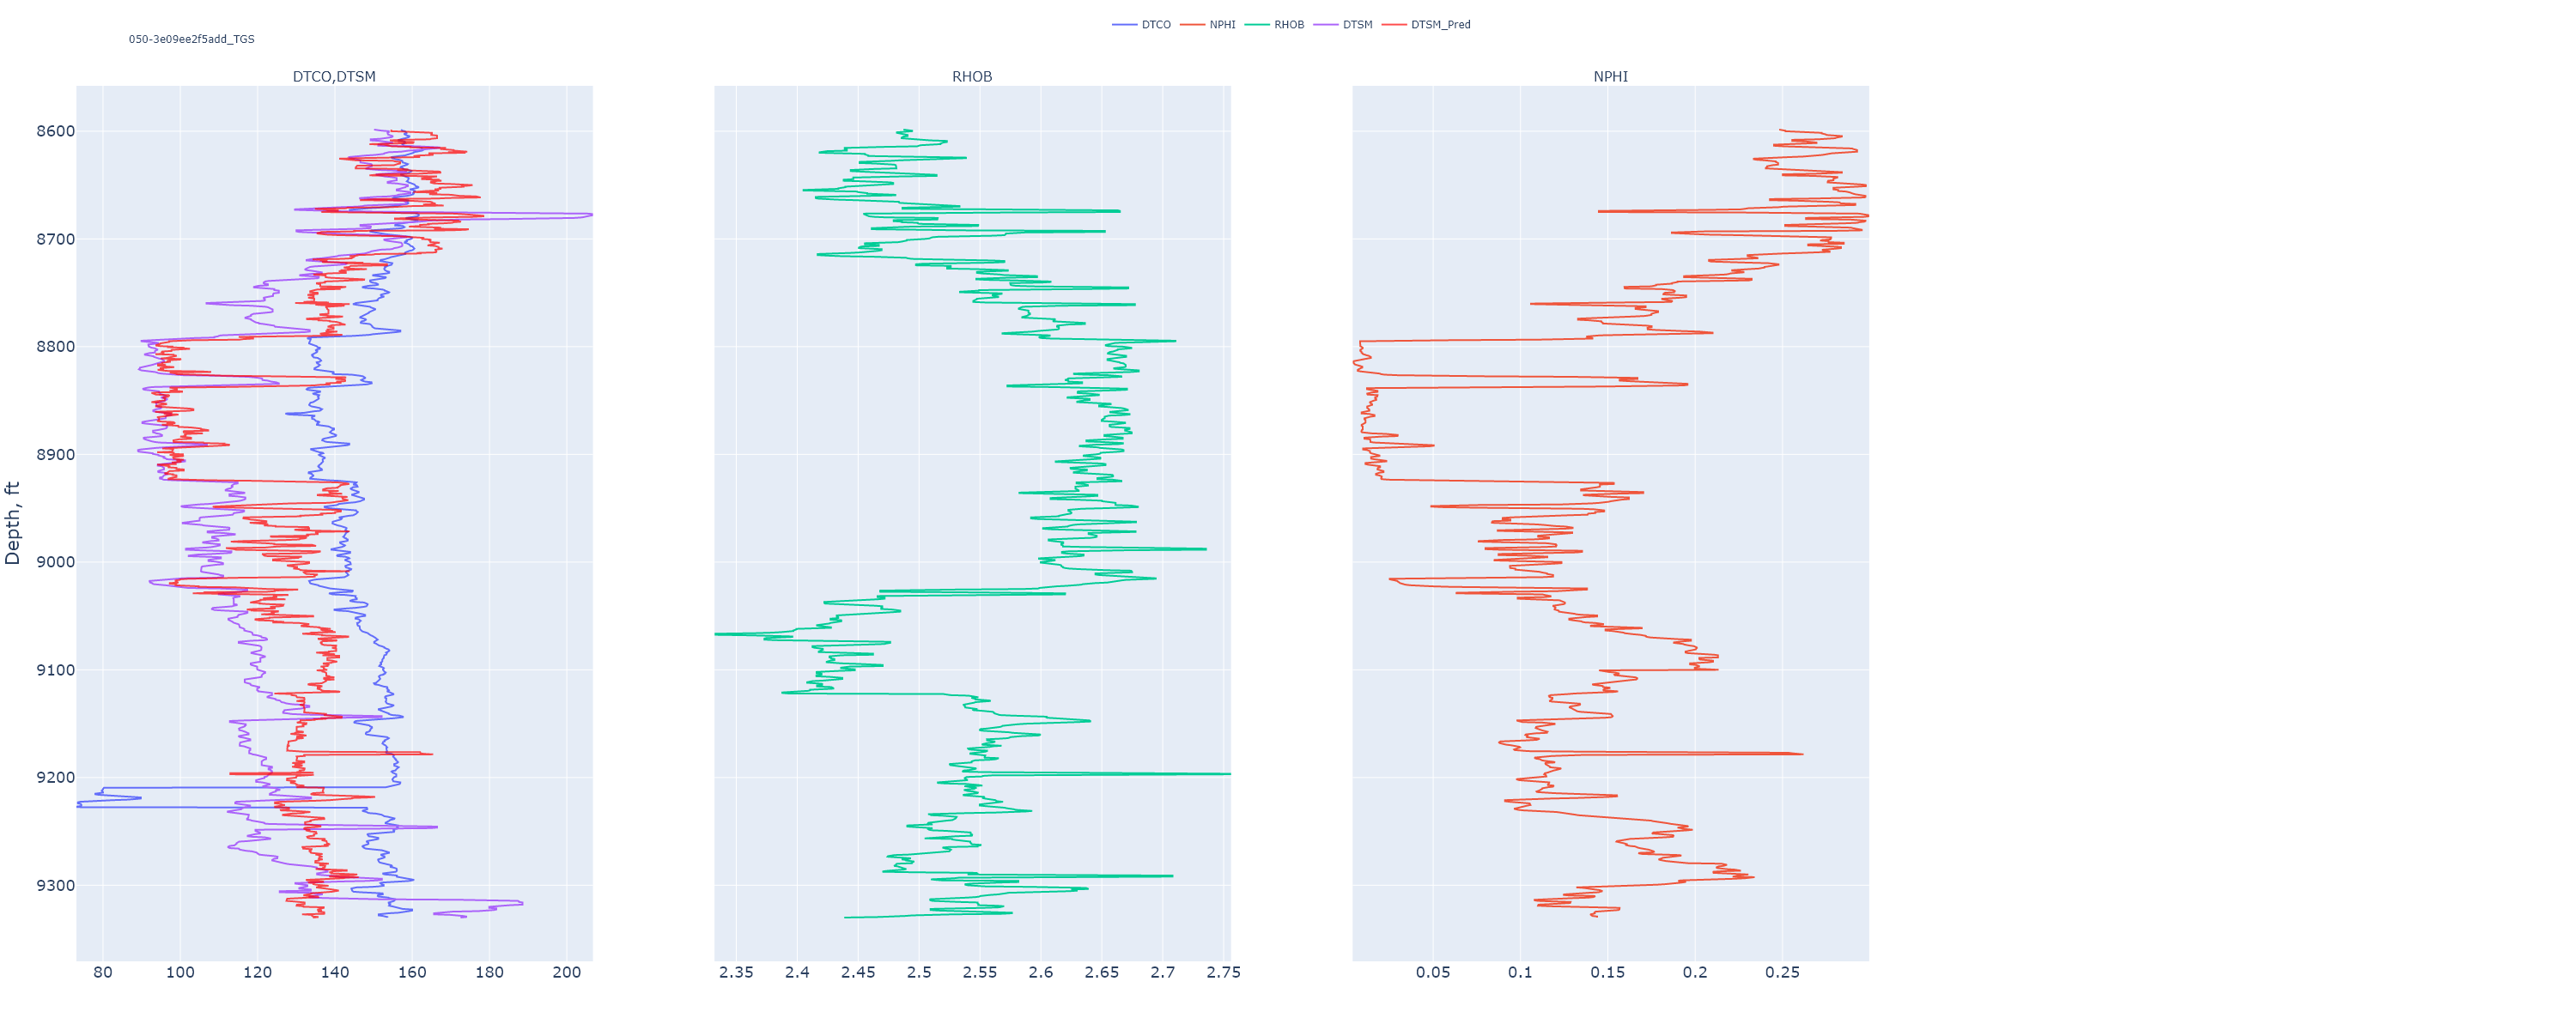 DTCO NPHI RHOB DTSM DTSM_Pred
050-3e09ee2f5add_TGS
DTCO,DTSM RHOB NPHI
8600
8700
8800
8900
9000
9100
9200
9300
Depth, ft
80 100 120 140 160 180 200
2.35 2.4 2.45 2.5 2.55 2.6 2.65 2.7 2.75
0.05 0.1 0.15 0.2 0.25